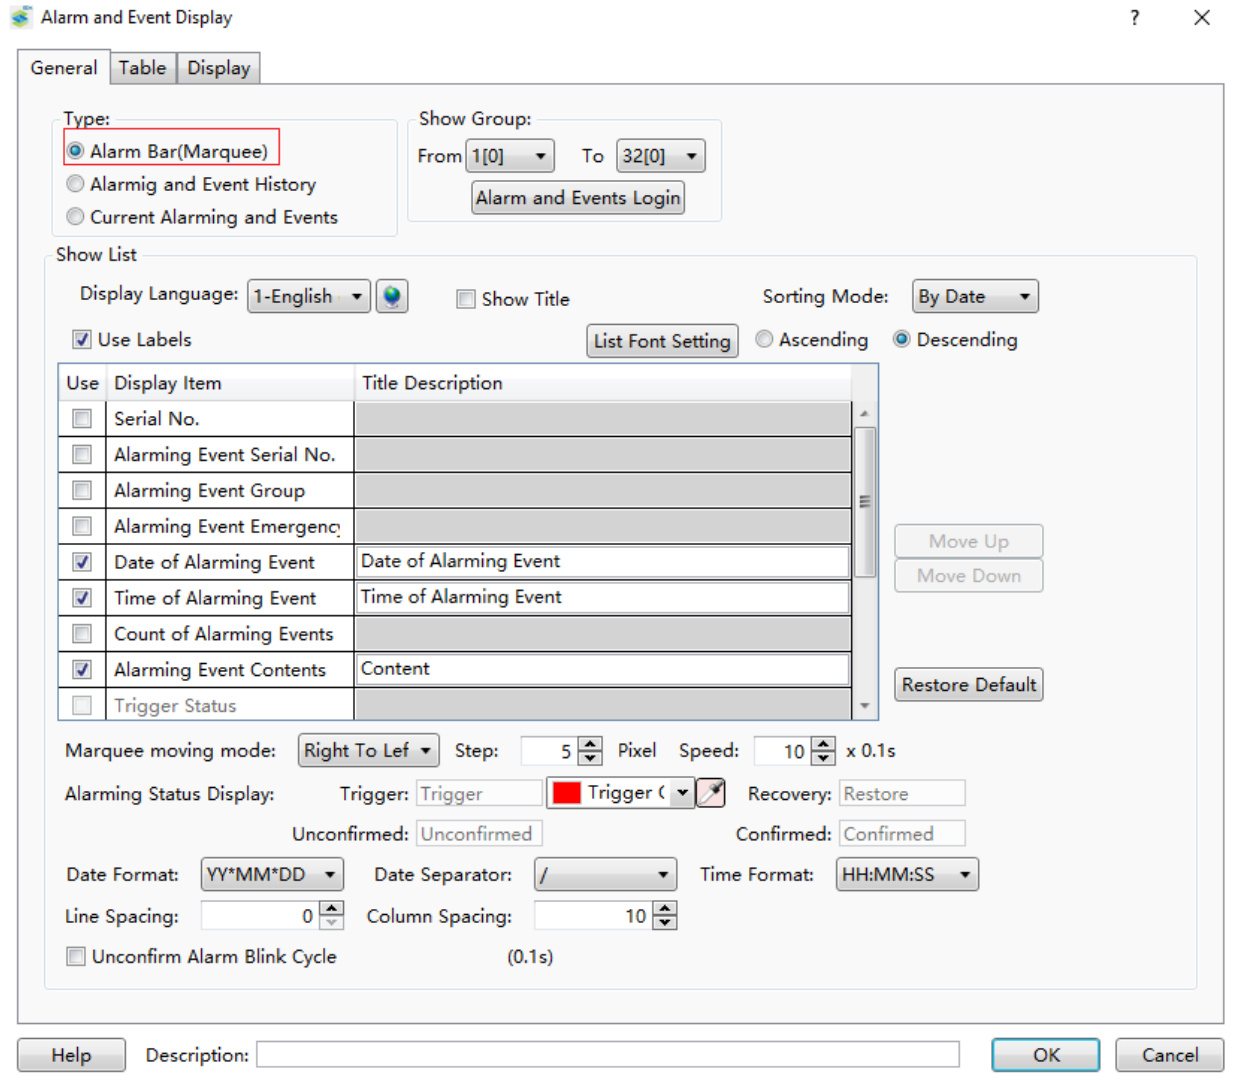 Alarm and Event Display ?
General Table Display
Type: Show Group:
Alarm Bar(Marquee) From 1[0] To 32[0]
Alarmig and Event History Alarm and Events Login
Current Alarming and Events
Show List
Display Language: 1-English Show Title Sorting Mode: By Date
Use Labels List Font Setting Ascending Descending
Use Display Item Title Description
Serial No.
Alarming Event Serial No.
Alarming Event Group
Alarming Event Emergenc
Date of Alarming Event Date of Alarming Event
Move Up
Time of Alarming Event Time of Alarming Event
Move Down
Count of Alarming Events
Alarming Event Contents Content
Restore Default
Trigger Status
Marquee moving mode: Right To Lef Step: 5 Pixel Speed: 10 x 0.1s
Alarming Status Display: Trigger: Trigger Trigger ( Recovery: Restore
Unconfirmed: Unconfirmed Confirmed: Confirmed
Date Format: YY*MM*DD Date Separator: / Time Format: HH:MM:SS
Line Spacing: 0 Column Spacing: 10
Unconfirm Alarm Blink Cycle (0.1s)
Help Description: OK Cancel